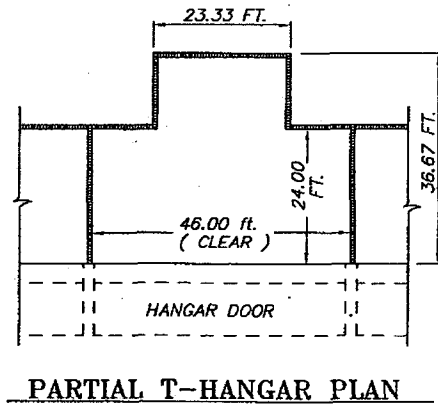 23.33 FT.
36.67 FT.
24.00
FT.
46.00 ft.
( CLEAR )
HANGAR DOOR
PARTIAL T-HANGAR PLAN